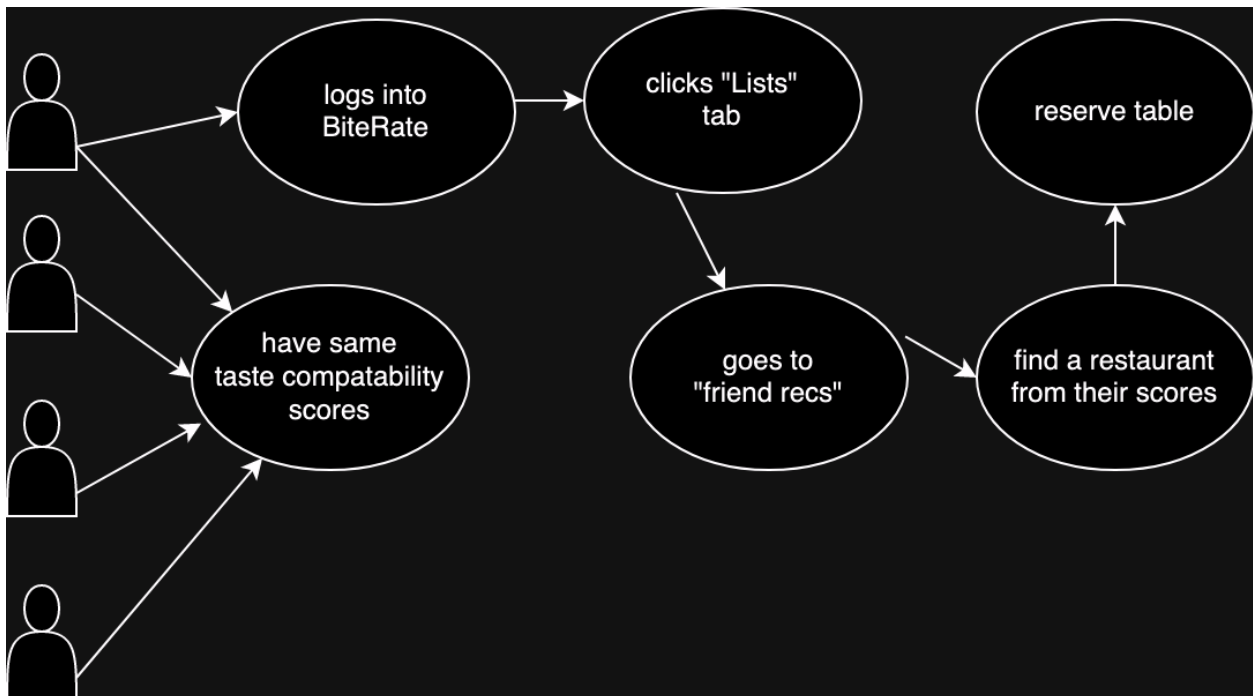 logs into
BiteRate
clicks "Lists"
tab
reserve table
have same
taste compatability
scores
goes to
"friend recs"
find a restaurant
from their scores